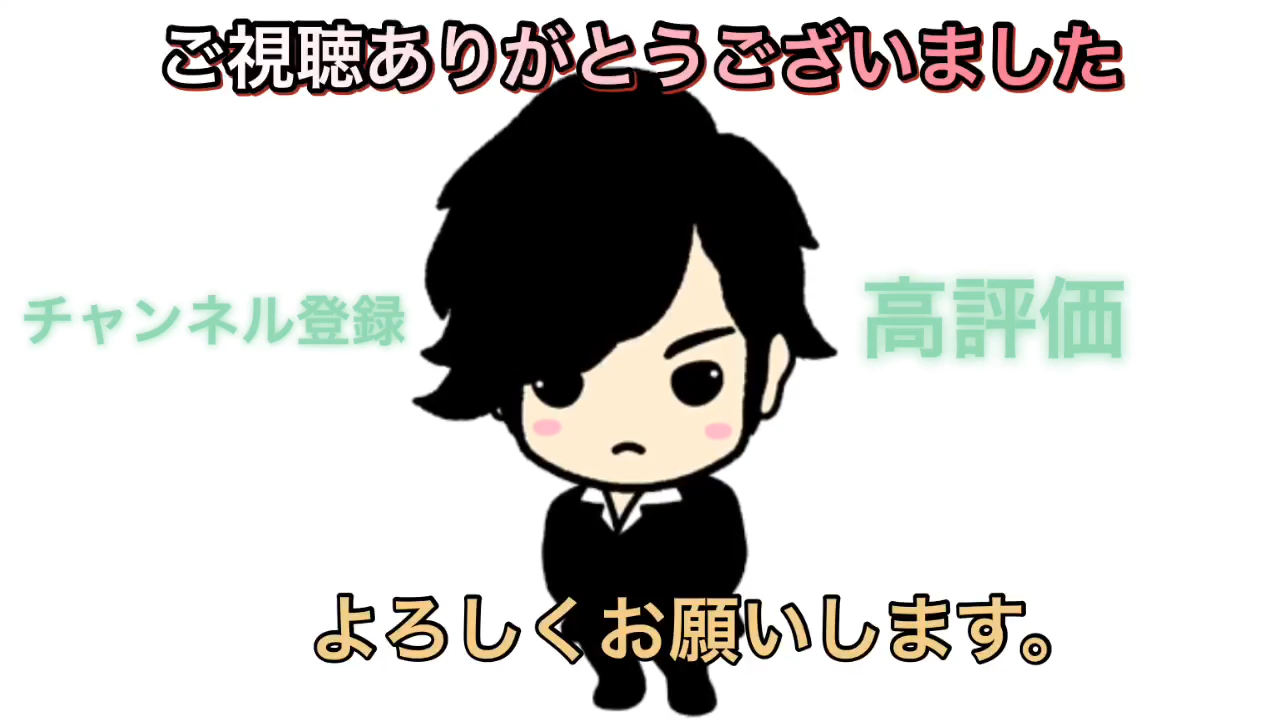 ご視聴ありがとうございました
チャンネル登録
高評価
よろしくお願いします。